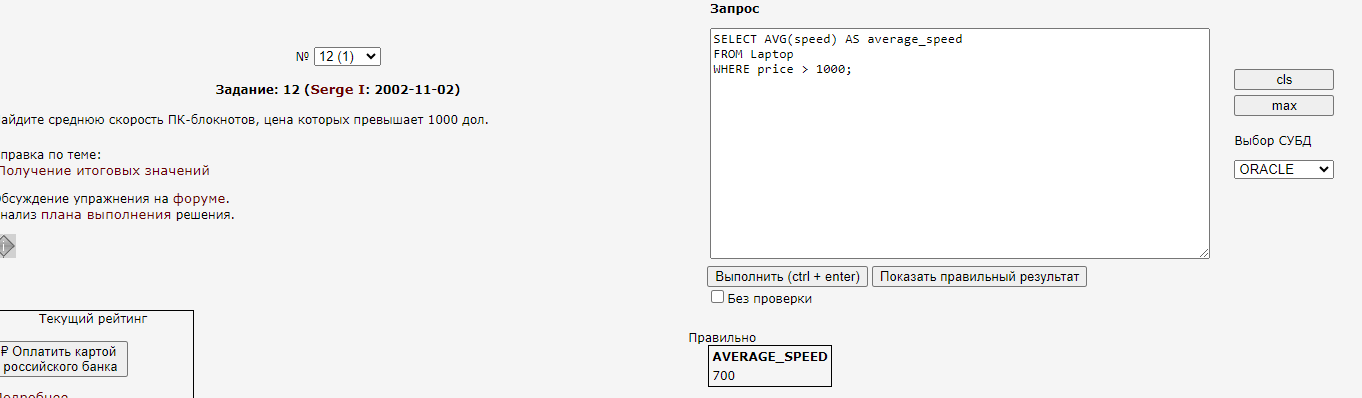 Запрос
№ 12 (1)
Задание: 12 (Serge I: 2002-11-02)
айдите среднюю скорость ПК-блокнотов, цена которых превышает 1000 дол.
правка по теме:
Получение итоговых значений
бсуждение упражнения на форуме.
нализ плана выполнения решения.
Текущий рейтинг
₽ Оплатить картой
российского банка
Подробнее
SELECT AVG(speed) AS average_speed
FROM Laptop
WHERE price > 1000;
cls
max
Выбор СУБД
ORACLE
Выполнить (ctrl + enter) Показать правильный результат
Без проверки
Правильно
AVERAGE_SPEED
700